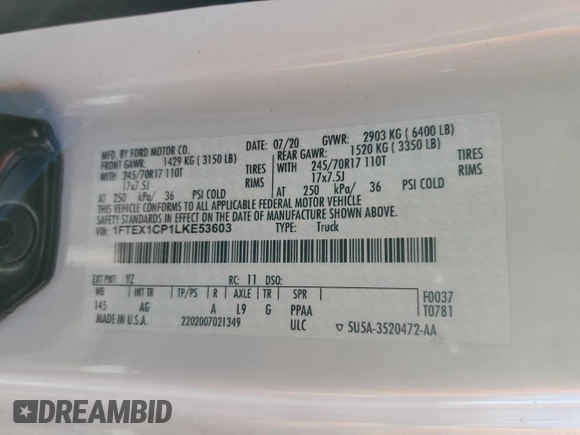 MFD. BY FORD MOTOR CO. DATE: 07/20 GVWR: 2903 KG ( 6400 LB)
FRONT GAWR: 1429 KG ( 3150 LB) REAR GAWR: 1520 KG ( 3350 LB)
WITH 245/70R17 110T TIRES WITH 245/70R17 110T TIRES
17x7.5J RIMS 17x7.5J RIMS
AT 250 kPa/ 36 PSI COLD AT 250 kPa/ 36 PSI COLD
THIS VEHICLE CONFORMS TO ALL APPLICABLE FEDERAL MOTOR VEHICLE
SAFETY STANDARDS IN EFFECT ON THE DATE OF MANUFACTURE SHOWN ABOVE.
VIN: 1FTEX1CP1LKE53603 TYPE: Truck
EXT PNT: YZ RC: 11 DSO:
WB INT TR TP/PS R AXLE TR SPR F0037
145 AG A L9 G PPAA T0781
MADE IN U.S.A. 2202007021349 ULC ▽ 5U5A-3520472-AA
DREAMBID